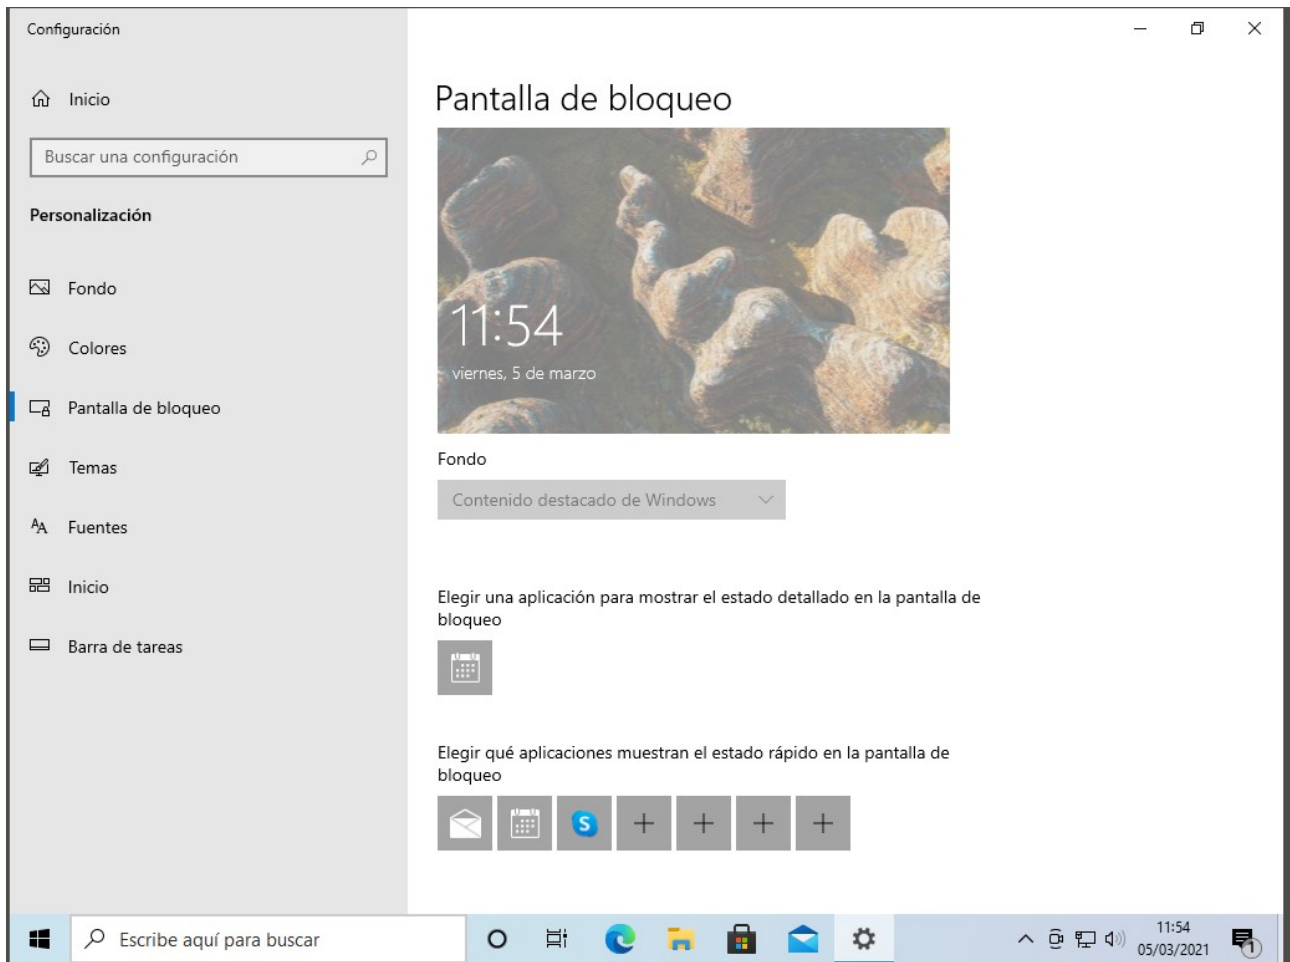 Configuración
Inicio
Buscar una configuración
Personalización
Fondo
Colores
Pantalla de bloqueo
Temas
Fuentes
Inicio
Barra de tareas
Pantalla de bloqueo
11:54
viernes, 5 de marzo
Fondo
Contenido destacado de Windows
Elegir una aplicación para mostrar el estado detallado en la pantalla de
bloqueo
Elegir qué aplicaciones muestran el estado rápido en la pantalla de
bloqueo
S
Escribe aquí para buscar
11:54
05/03/2021
1